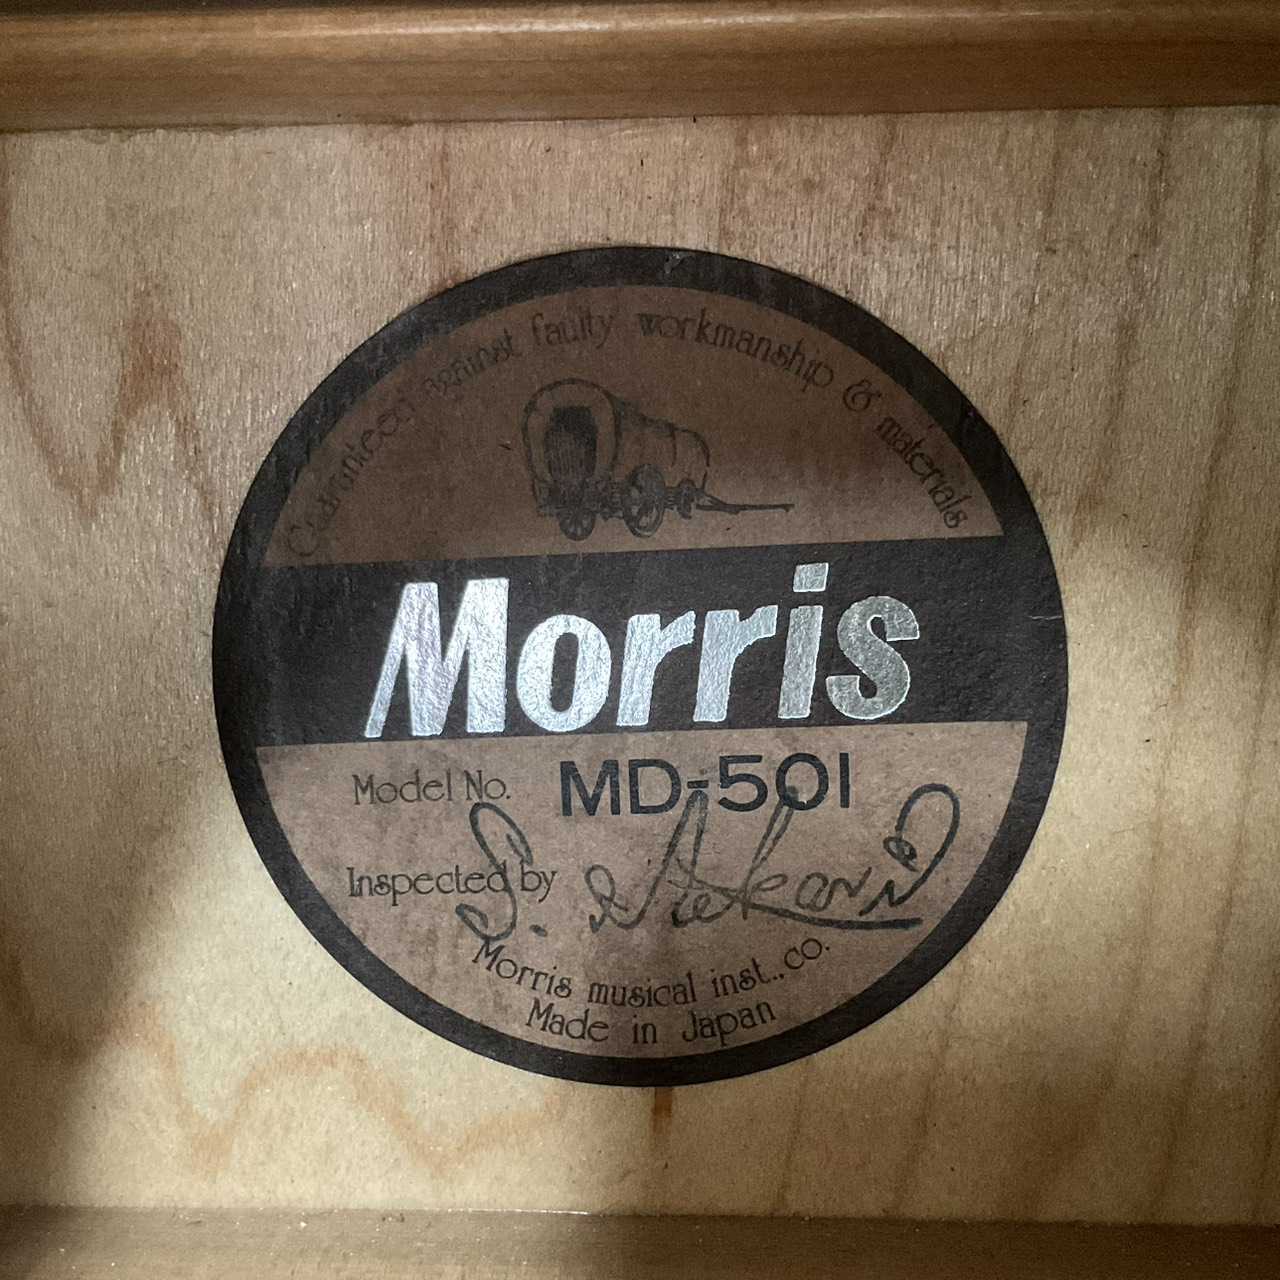 Guaranteed against faulty workmanship & materials
Morris
Model No. MD-501
Inspected by S.
Morris musical inst., co.
Made in Japan